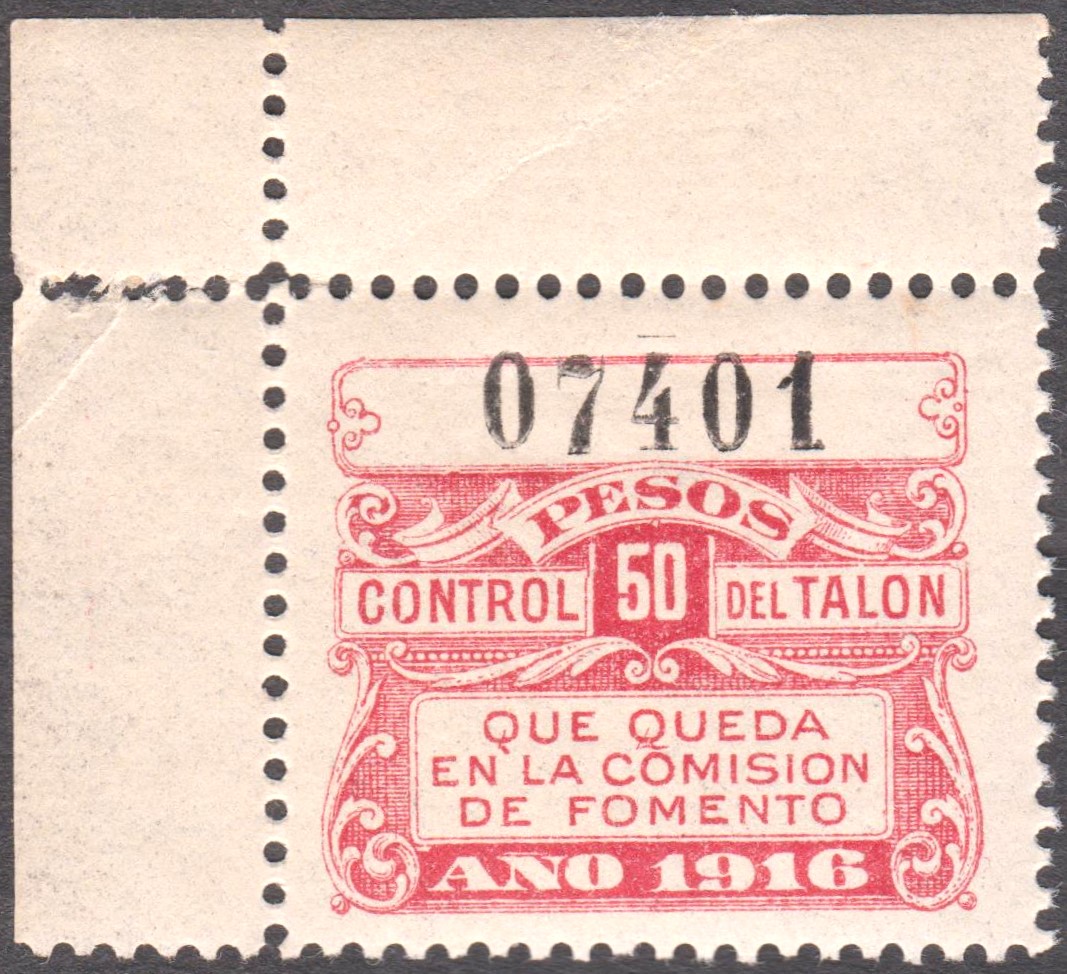 07401
PESOS
CONTROL 50 DEL TALON
QUE QUEDA
EN LA COMISION
DE FOMENTO
AÑO 1916